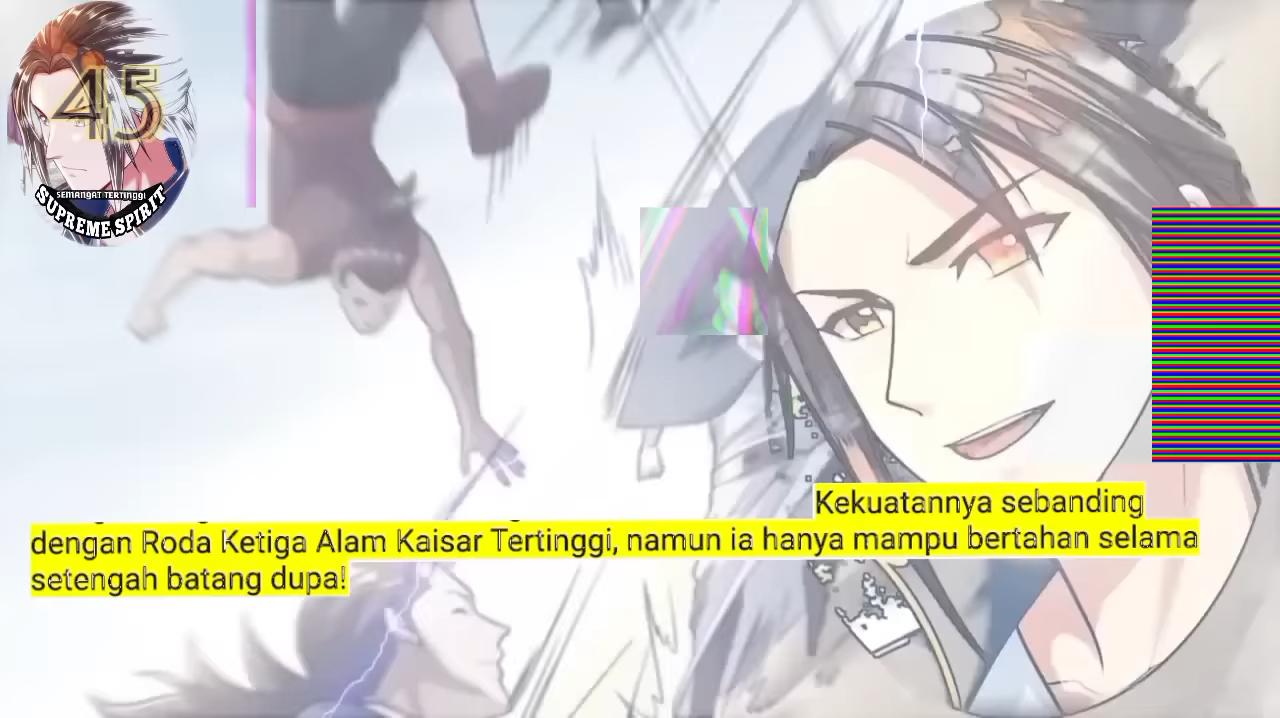 45
SEMANGAT TERTINGGI
SUPREME SPIRIT
Kekuatannya sebanding
dengan Roda Ketiga Alam Kaisar Tertinggi, namun ia hanya mampu bertahan selama
setengah batang dupa!